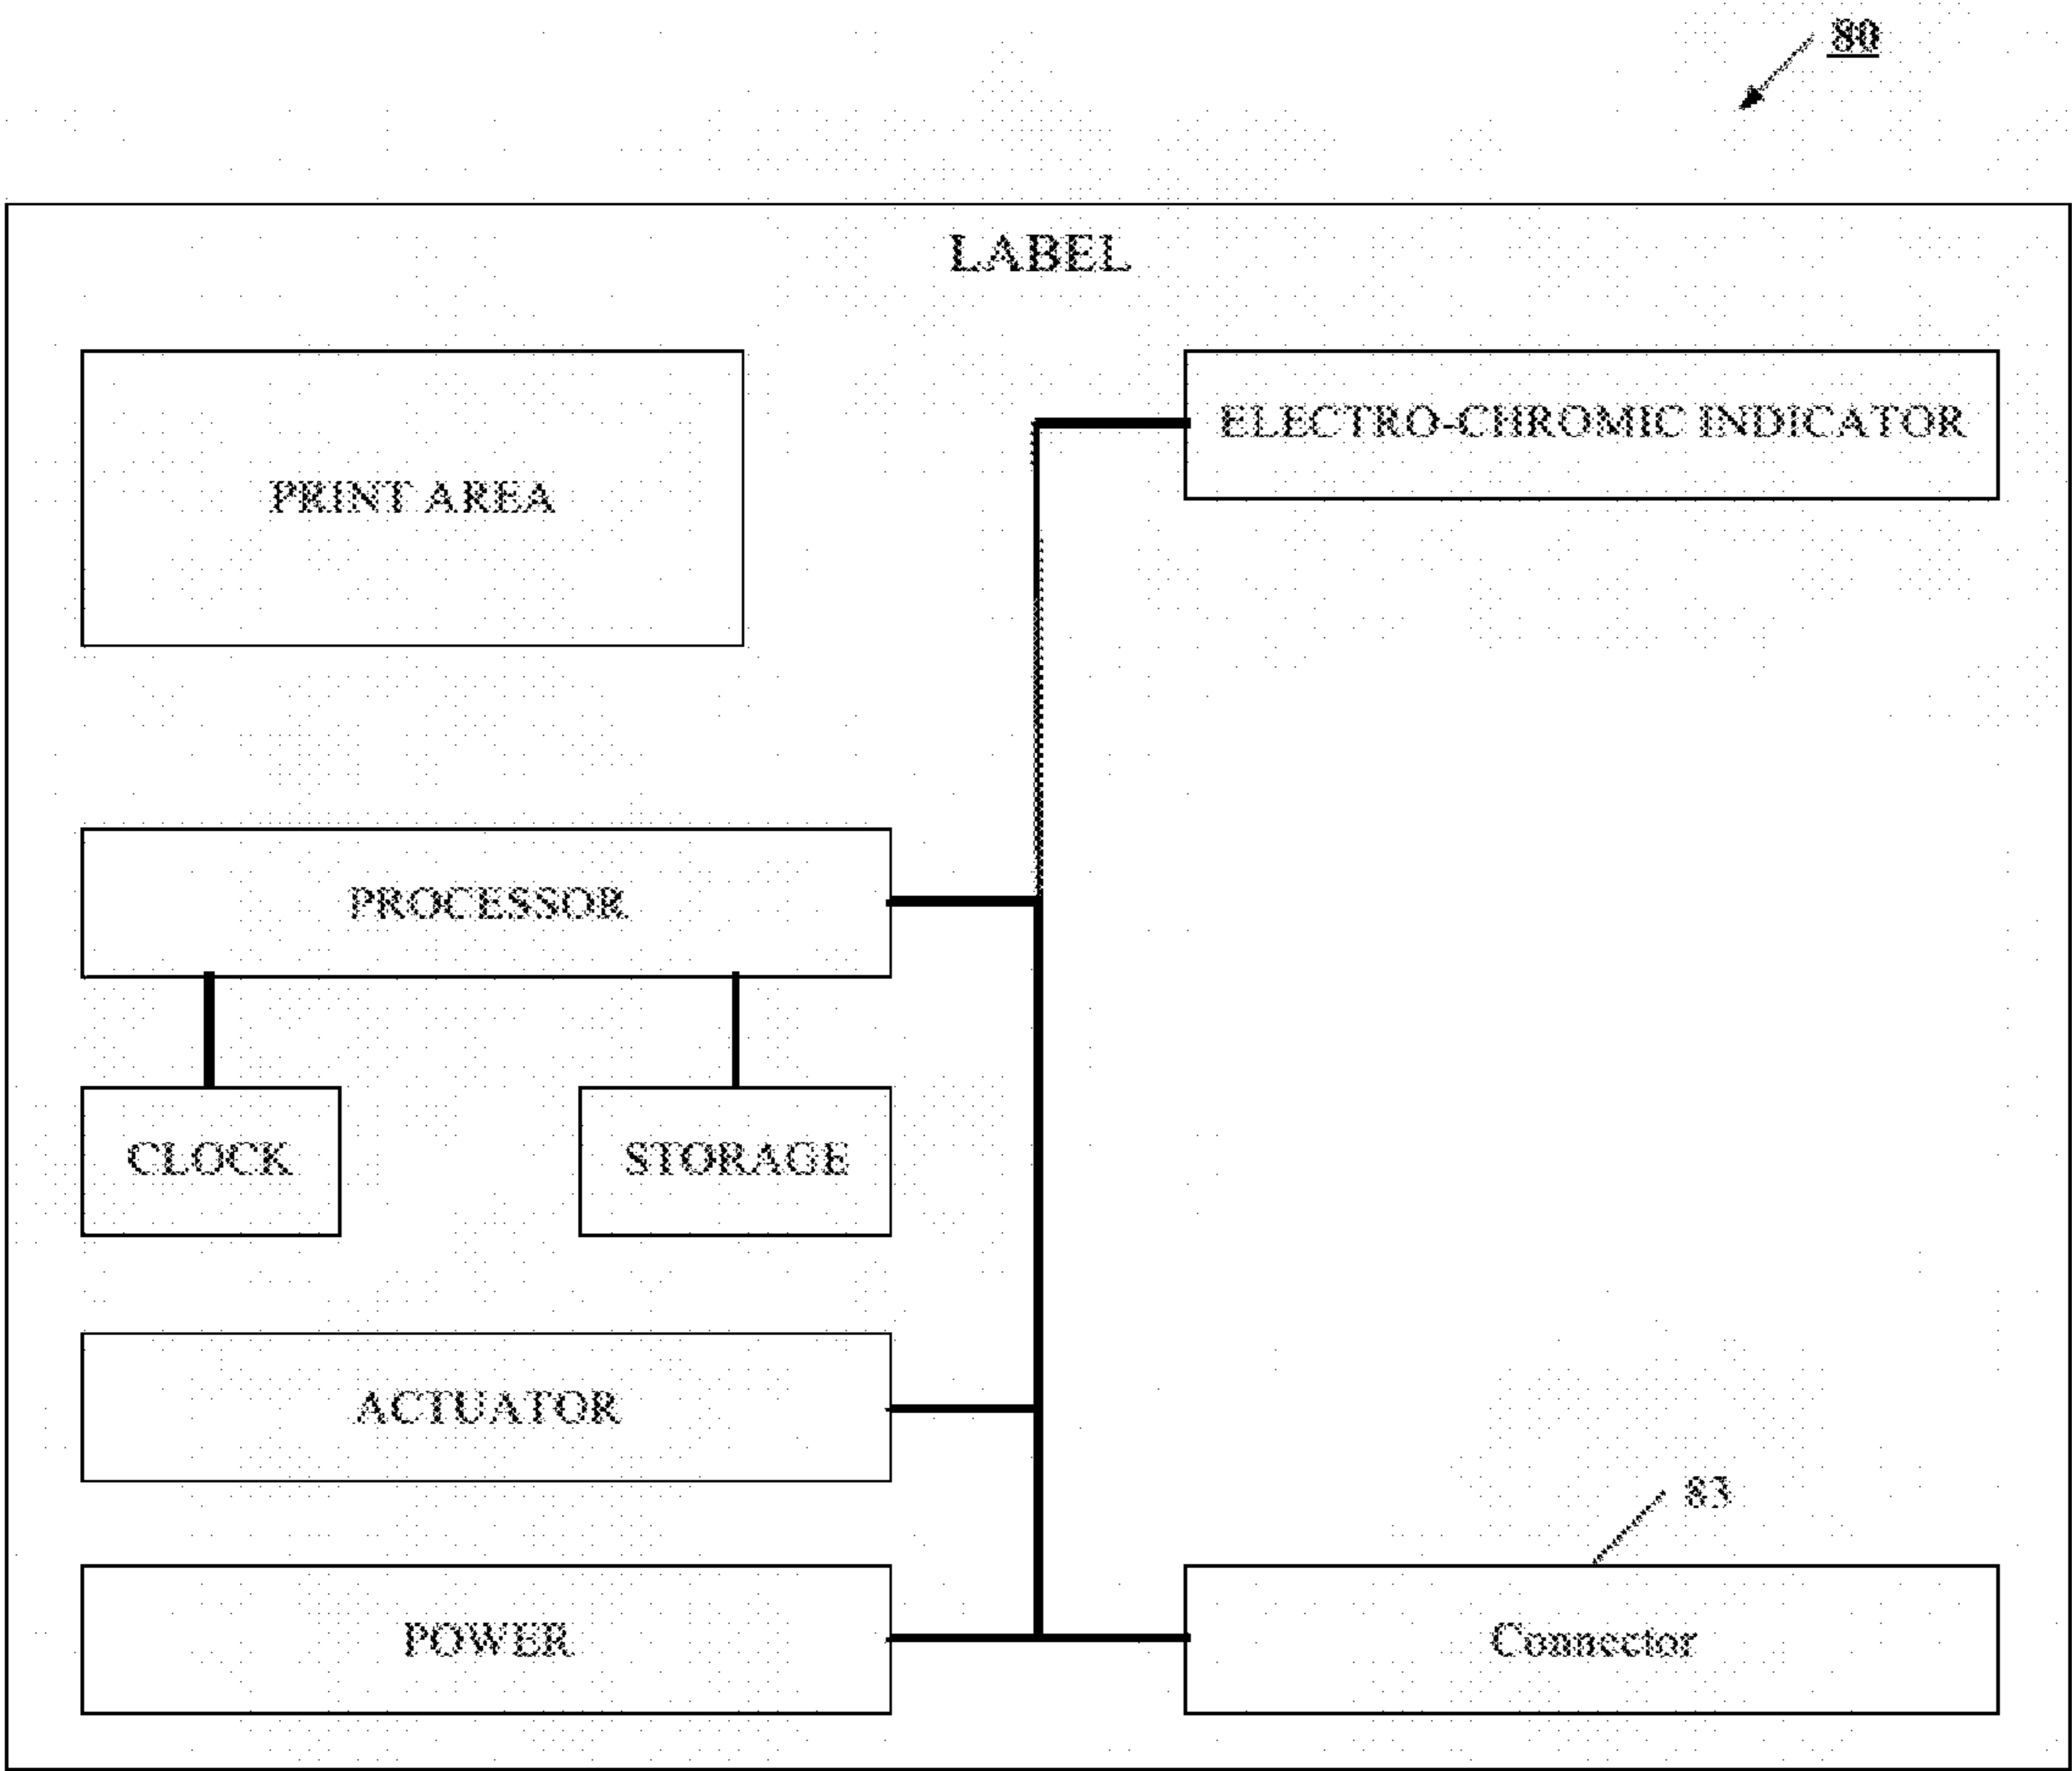 80
LABEL
PRINT AREA
ELECTRO-CHROMIC INDICATOR
PROCESSOR
CLOCK
STORAGE
ACTUATOR
83
POWER
Connector